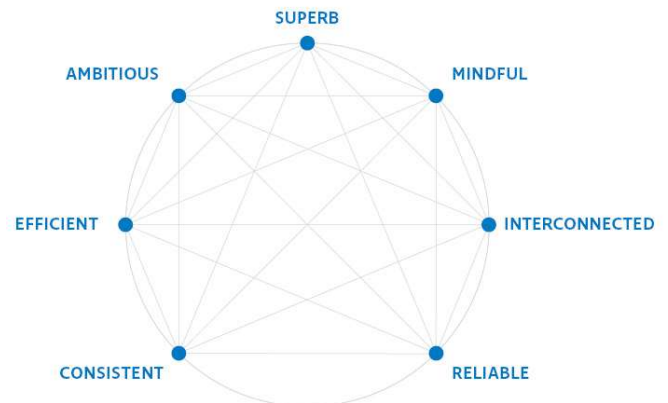 SUPERB
AMBITIOUS
MINDFUL
EFFICIENT
INTERCONNECTED
CONSISTENT
RELIABLE